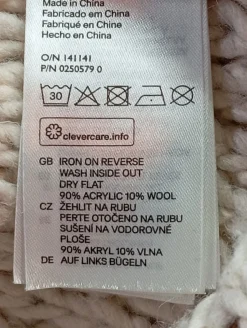 Made in China
Fabricado em China
Fabriqué en Chine
Hecho en China
O/N 141141
P/N 0250579 0
30
clevercare.info
GB IRON ON REVERSE
WASH INSIDE OUT
DRY FLAT
90% ACRYLIC 10% WOOL
CZ ŽEHLIT NA RUBU
PERTE OTOČENO NA RUBU
SUŠENÍ NA VODOROVNÉ
PLOŠE
90% AKRYL 10% VLNA
DE AUF LINKS BÜGELN